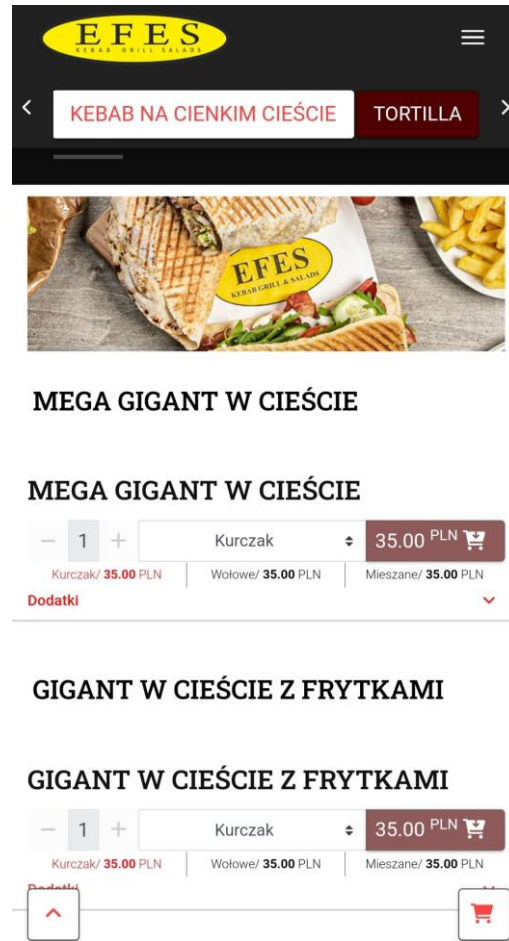 EFES
KEBAB GRILL SALADS
KEBAB NA CIENKIM CIEŚCIE
TORTILLA
EFES
KEBAB GRILL & SALADS
MEGA GIGANT W CIEŚCIE
MEGA GIGANT W CIEŚCIE
− 1 + Kurczak 35.00 PLN
Kurczak/ 35.00 PLN Wołowe/ 35.00 PLN Mieszane/ 35.00 PLN
Dodatki
GIGANT W CIEŚCIE Z FRYTKAMI
GIGANT W CIEŚCIE Z FRYTKAMI
− 1 + Kurczak 35.00 PLN
Kurczak/ 35.00 PLN Wołowe/ 35.00 PLN Mieszane/ 35.00 PLN
Dodatki